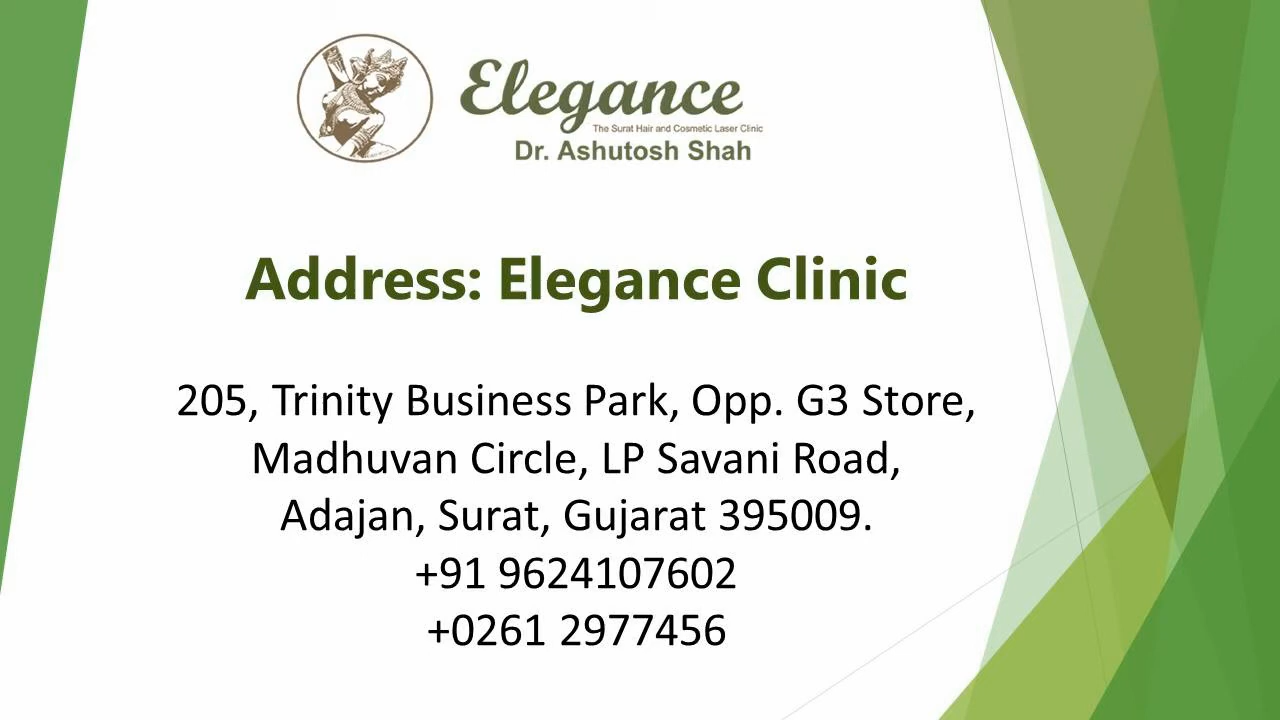 Elegance
The Surat Hair and Cosmetic Laser Clinic
Dr. Ashutosh Shah
Address: Elegance Clinic
205, Trinity Business Park, Opp. G3 Store,
Madhuvan Circle, LP Savani Road,
Adajan, Surat, Gujarat 395009.
+91 9624107602
+0261 2977456